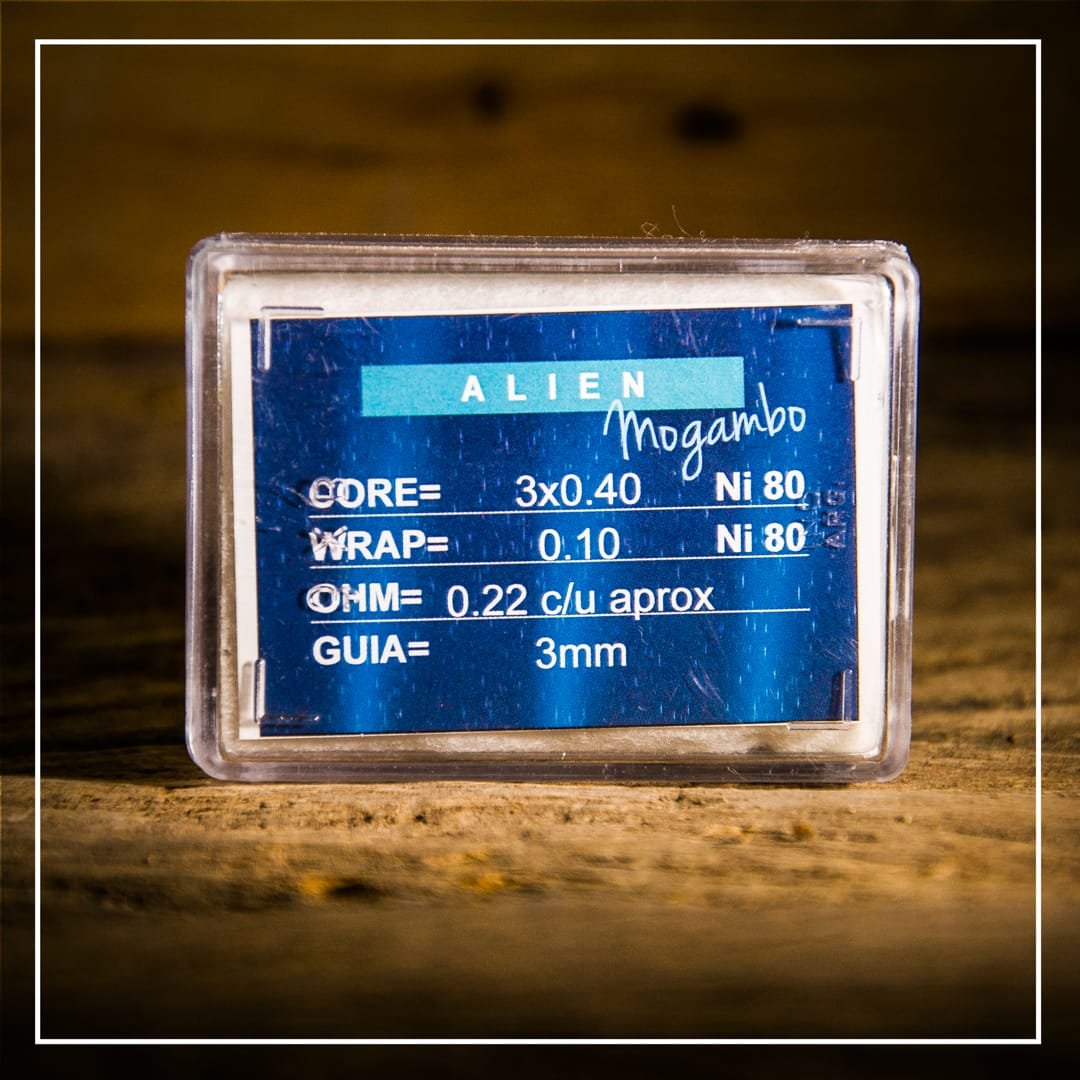 ALIEN
Mogambo
CORE= 3x0.40 Ni 80
WRAP= 0.10 Ni 80
OHM= 0.22 c/u aprox
GUIA= 3mm